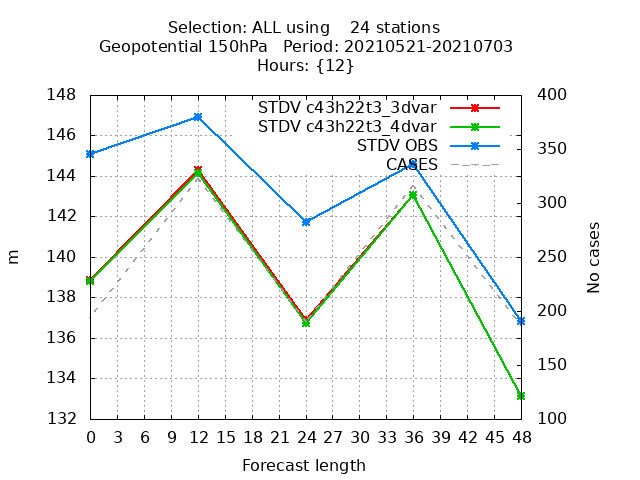 Selection: ALL using    24 stations
Geopotential 150hPa   Period: 20210521-20210703
Hours: {12}
148
146
144
142
140
138
136
134
132
m
STDV c43h22t3_3dvar
STDV c43h22t3_4dvar
STDV OBS
CASES
400
350
300
250
200
150
100
No cases
0 3 6 9 12 15 18 21 24 27 30 33 36 39 42 45 48
Forecast length